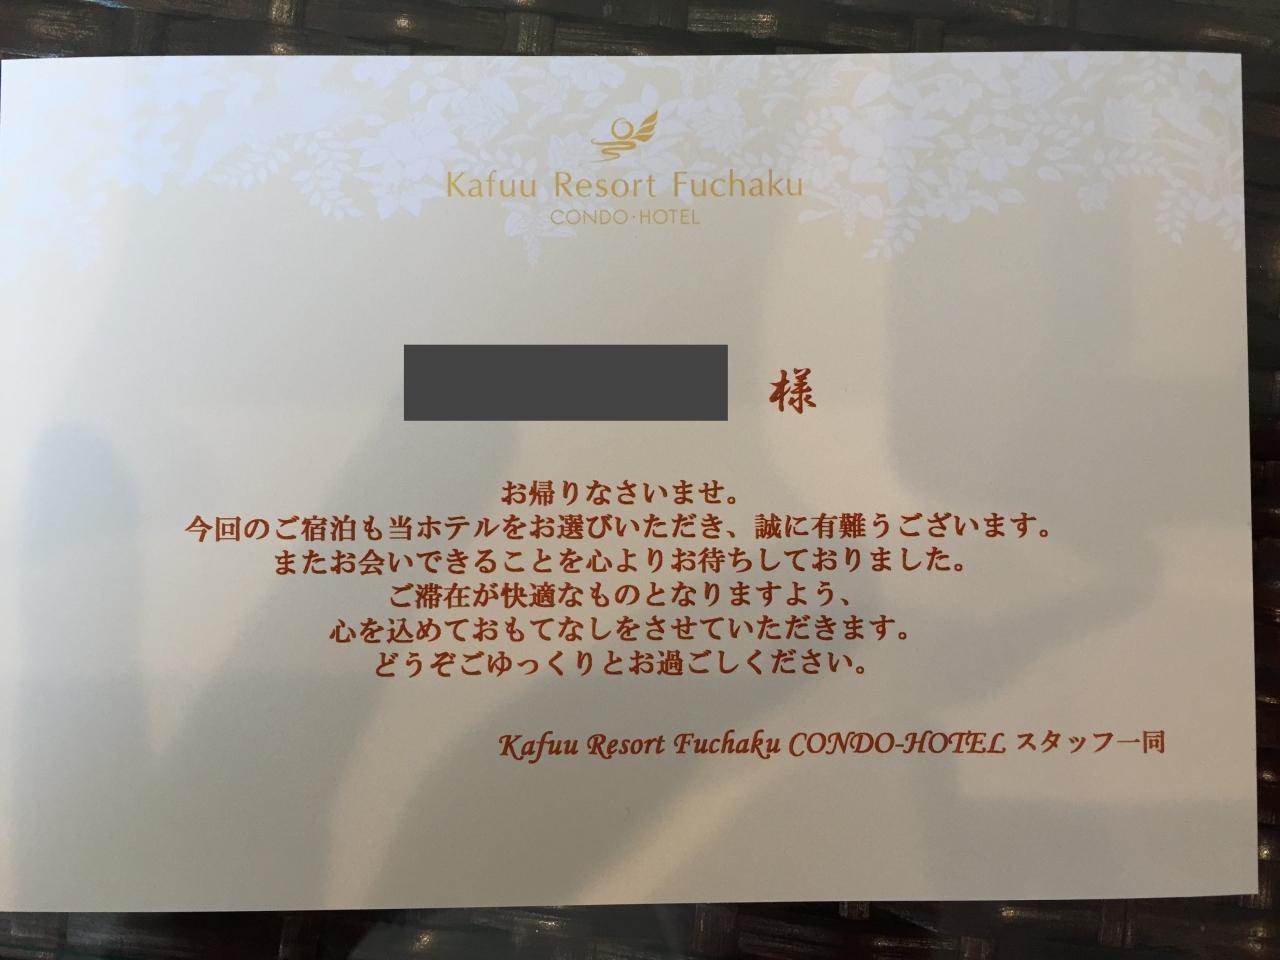 Kafuu Resort Fuchaku
CONDO・HOTEL
様
お帰りなさいませ。
今回のご宿泊も当ホテルをお選びいただき、誠に有難うございます。
またお会いできることを心よりお待ちしておりました。
ご滞在が快適なものとなりますよう、
心を込めておもてなしをさせていただきます。
どうぞごゆっくりとお過ごしください。
Kafuu Resort Fuchaku CONDO-HOTEL スタッフ一同